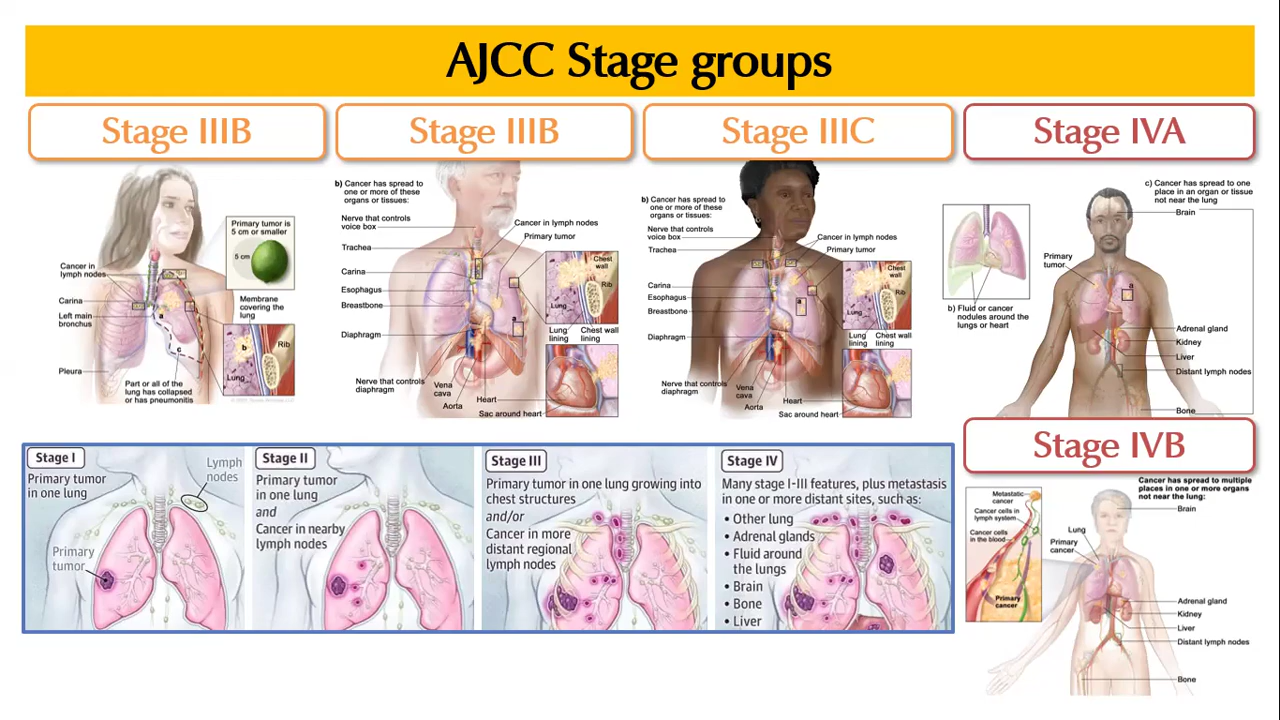 AJCC Stage groups
Stage IIIB
Stage IIIB
Stage IIIC
Stage IVA
Primary tumor is
5 cm or smaller
5 cm
Cancer in
lymph nodes
Carina
Left main
bronchus
Membrane
covering the
lung
a
b
c
Rib
Lung
Pleura
Part or all of the
lung has collapsed
or has pneumonitis
b) Cancer has spread to
one or more of these
organs or tissues:
Nerve that controls
voice box
Cancer in lymph nodes
Primary tumor
Trachea
Carina
Esophagus
Breastbone
Diaphragm
a
Chest
wall
Rib
Lung
Lung
lining
Chest wall
lining
Nerve that controls
diaphragm
Vena
cava
Aorta
Heart
Sac around heart
b) Cancer has spread to
one or more of these
organs or tissues:
Nerve that controls
voice box
Cancer in lymph nodes
Primary tumor
Trachea
Carina
Esophagus
Breastbone
Diaphragm
a
Chest
wall
Rib
Lung
Lung
lining
Chest wall
lining
Nerve that controls
diaphragm
Vena
cava
Aorta
Heart
Sac around heart
c) Cancer has spread to one
place in an organ or tissue
not near the lung
Brain
Primary
tumor
a
b) Fluid or cancer
nodules around the
lungs or heart
Adrenal gland
Kidney
Liver
Distant lymph nodes
Bone
Stage IVB
Cancer has spread to multiple
places in one or more organs
not near the lung:
Metastatic
cancer
Cancer cells in
lymph system
Cancer cells
in the blood
Primary
cancer
Brain
Lung
Primary
cancer
Adrenal gland
Kidney
Liver
Distant lymph nodes
Bone
Stage I
Primary tumor
in one lung
Lymph
nodes
Primary
tumor
Stage II
Primary tumor
in one lung
and
Cancer in nearby
lymph nodes
Stage III
Primary tumor in one lung growing into
chest structures
and/or
Cancer in more
distant regional
lymph nodes
Stage IV
Many stage I-III features, plus metastasis
in one or more distant sites, such as:
• Other lung
• Adrenal glands
• Fluid around
the lungs
• Brain
• Bone
• Liver